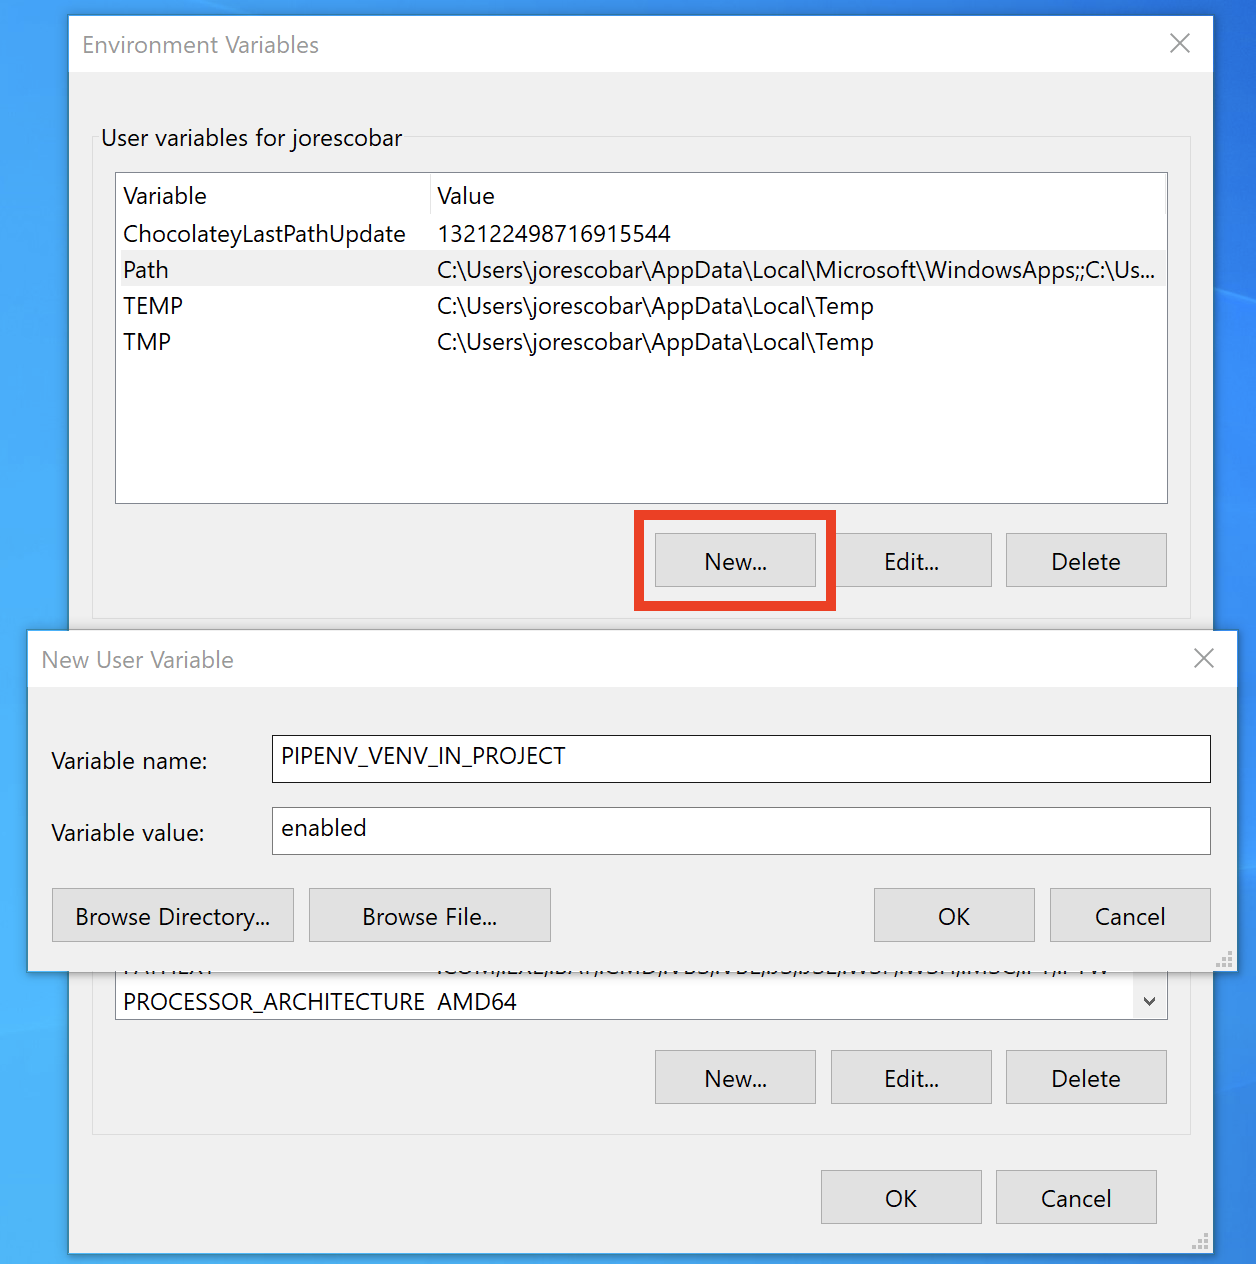 Environment Variables
User variables for jorescobar
Variable Value
ChocolateyLastPathUpdate 132122498716915544
Path C:\Users\jorescobar\AppData\Local\Microsoft\WindowsApps;;C:\Us...
TEMP C:\Users\jorescobar\AppData\Local\Temp
TMP C:\Users\jorescobar\AppData\Local\Temp
New... Edit... Delete
New User Variable
Variable name: PIPENV_VENV_IN_PROJECT
Variable value: enabled
Browse Directory... Browse File... OK Cancel
PROCESSOR_ARCHITECTURE AMD64
New... Edit... Delete
OK Cancel